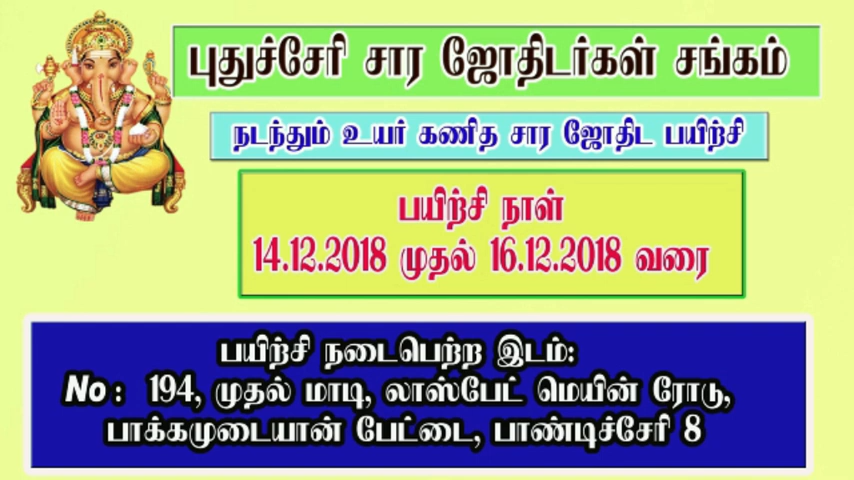 புதுச்சேரி சார ஜோதிடர்கள் சங்கம்
நடந்தும் உயர் கணித சார ஜோதிட பயிற்சி
பயிற்சி நாள்
14.12.2018 முதல் 16.12.2018 வரை
பயிற்சி நடைபெற்ற இடம்:
No : 194, முதல் மாடி, லாஸ்பேட் மெயின் ரோடு,
பாக்கமுடையான் பேட்டை, பாண்டிச்சேரி 8